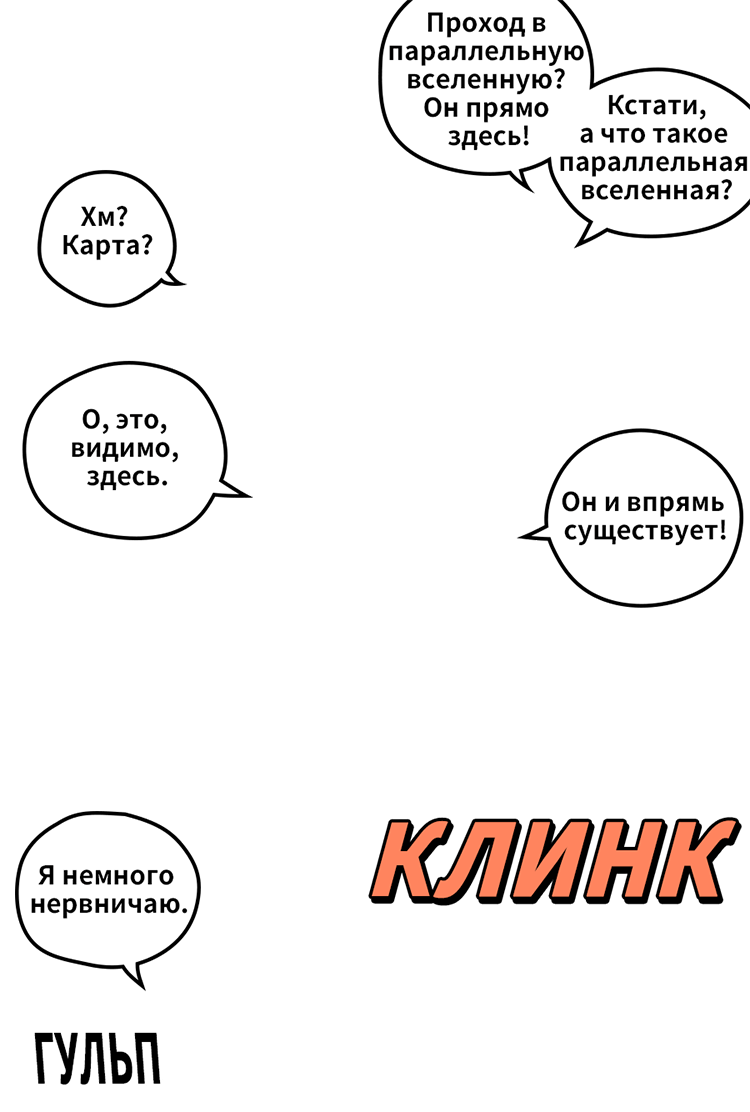 Проход в
параллельную
вселенную?
Он прямо
здесь!
Кстати,
а что такое
параллельная
вселенная?
Хм?
Карта?
О, это,
видимо,
здесь.
Он и впрямь
существует!
КЛИНК
Я немного
нервничаю.
ГУЛЬП